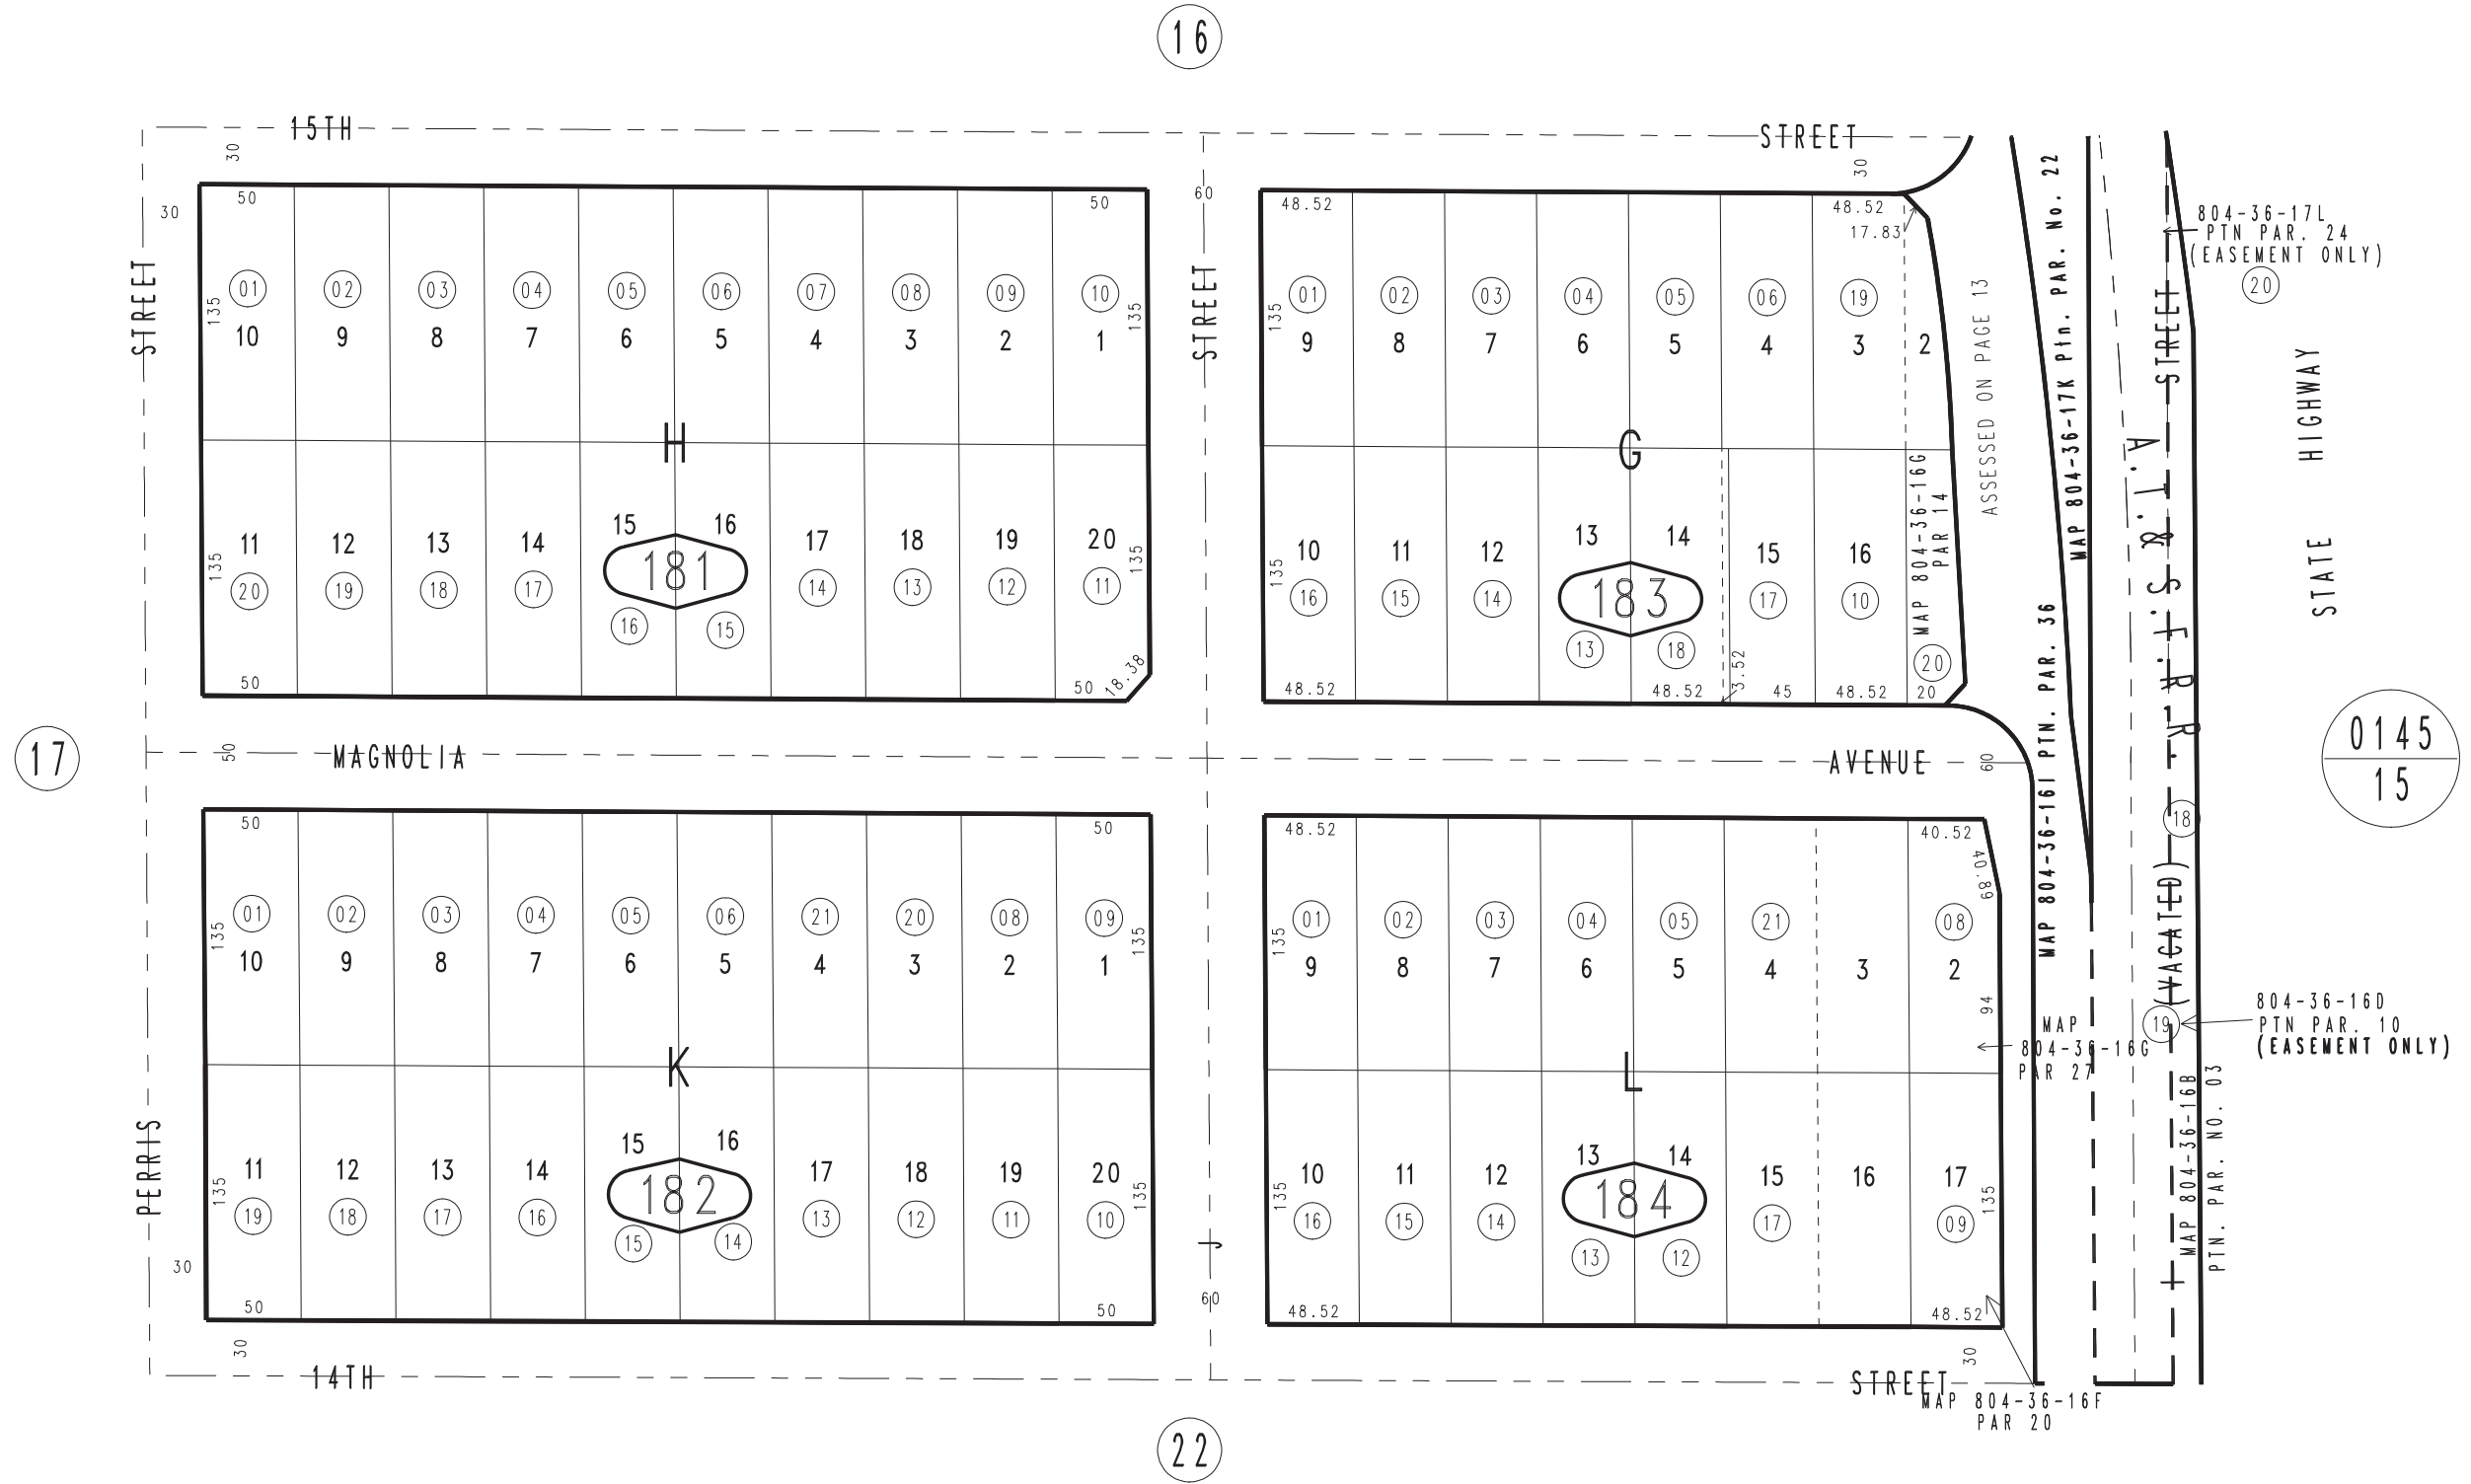 16
15TH STREET
30
30
30
60
STREET
STREET
STREET
50 50
01 02 03 04 05 06 07 08 09 10
135 135
10 9 8 7 6 5 4 3 2 1
H
11 12 13 14 15 16 17 18 19 20
135 135
181
20 19 18 17 16 15 14 13 12 11
50 50 18.38
48.52 48.52
17.83
01 02 03 04 05 06 19
135
9 8 7 6 5 4 3 2
G
10 11 12 13 14 15 16
135
183
16 15 14 13 18 17 10 20
3.52
48.52 48.52 45 48.52 20
MAP 804-36-16G
PAR 14
ASSESSED ON PAGE 13
MAP 804-36-17K Ptn. PAR. No. 22
804-36-17L
PTN PAR. 24
(EASEMENT ONLY)
20
A.T.& S.F.R.R.
STATE HIGHWAY
MAP 804-36-16I PTN. PAR. 36
17
50
MAGNOLIA AVENUE
60
0145
15
18
(VACATED)
50 50
01 02 03 04 05 06 21 20 08 09
135 135
10 9 8 7 6 5 4 3 2 1
K
11 12 13 14 15 16 17 18 19 20
135 135
182
19 18 17 16 15 14 13 12 11 10
50 50
48.52 40.52
40.89
01 02 03 04 05 21 08
135
9 8 7 6 5 4 3 2
94
L
10 11 12 13 14 15 16 17
135 135
184
16 15 14 13 12 17 09
48.52 48.52
MAP
804-36-16G
PAR 27
19
804-36-16D
PTN PAR. 10
(EASEMENT ONLY)
MAP 804-36-16B
PTN. PAR. NO. 03
PERRIS
J
30
60
30
30
14TH STREET
MAP 804-36-16F
PAR 20
22